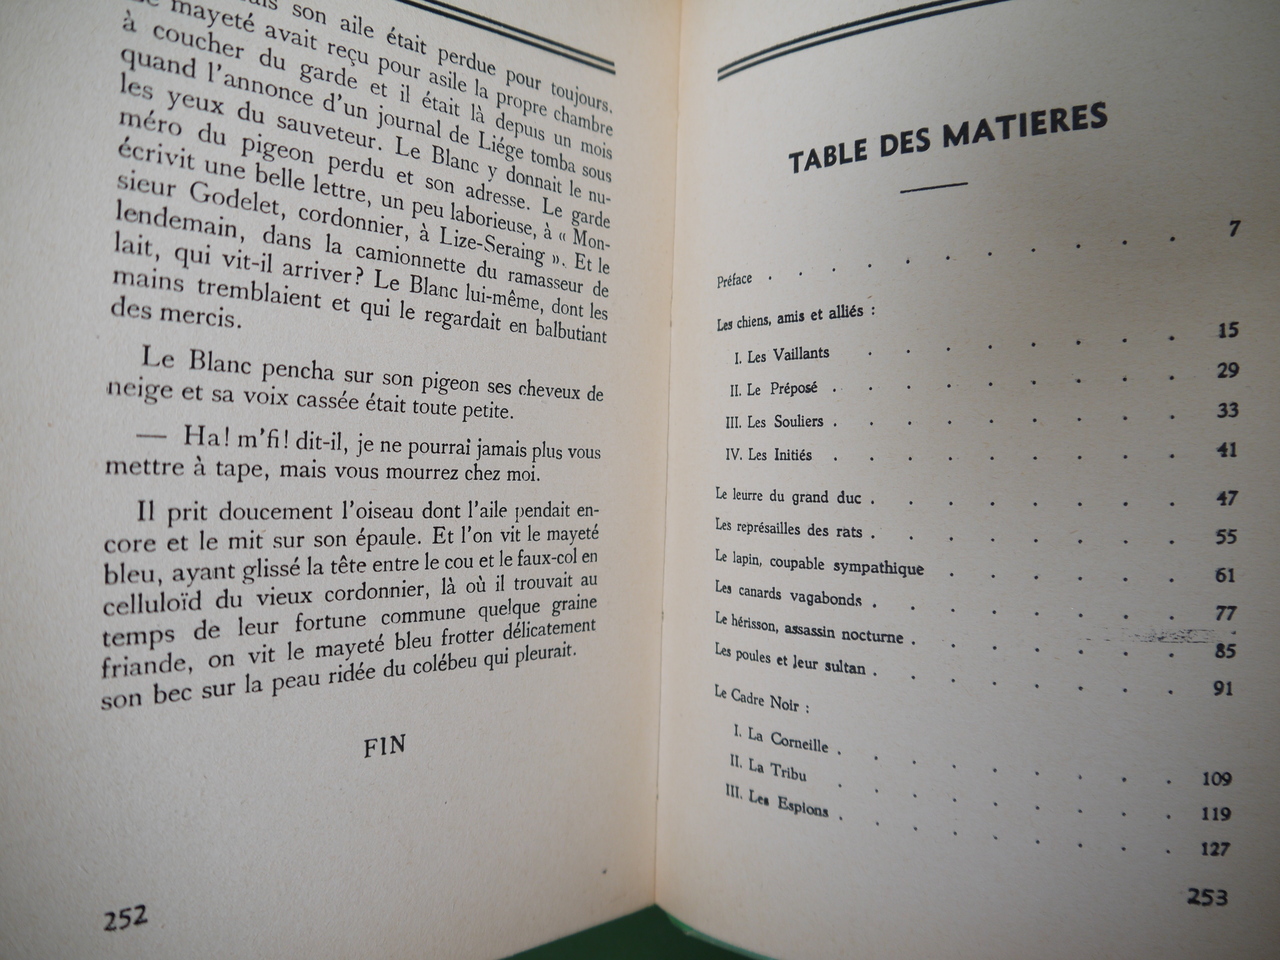 son aile était perdue pour toujours.
mayeté avait reçu pour asile la propre chambre
à coucher du garde et il était là depuis un mois
quand l'annonce d'un journal de Liége tomba sous
les yeux du sauveteur. Le Blanc y donnait le nu-
méro du pigeon perdu et son adresse. Le garde
écrivit une belle lettre, un peu laborieuse, à « Mon-
sieur Godelet, cordonnier, à Lize-Seraing ». Et le
lendemain, dans la camionnette du ramasseur de
lait, qui vit-il arriver? Le Blanc lui-même, dont les
mains tremblaient et qui le regardait en balbutiant
des mercis.
Le Blanc pencha sur son pigeon ses cheveux de
neige et sa voix cassée était toute petite.
— Ha! m'fi! dit-il, je ne pourrai jamais plus vous
mettre à tape, mais vous mourrez chez moi.
Il prit doucement l'oiseau dont l'aile pendait en-
core et le mit sur son épaule. Et l'on vit le mayeté
bleu, ayant glissé la tête entre le cou et le faux-col en
celluloïd du vieux cordonnier, là où il trouvait au
temps de leur fortune commune quelque graine
friande, on vit le mayeté bleu frotter délicatement
son bec sur la peau ridée du colébeu qui pleurait.
FIN
252
TABLE DES MATIERES
Préface . . . . . . . . . . . . 7
Les chiens, amis et alliés :
I. Les Vaillants . . . . . . . . . 15
II. Le Préposé . . . . . . . . . . 29
III. Les Souliers . . . . . . . . . . 33
IV. Les Initiés . . . . . . . . . . 41
Le leurre du grand duc . . . . . . . . . 47
Les représailles des rats . . . . . . . . . 55
Le lapin, coupable sympathique . . . . . . . 61
Les canards vagabonds . . . . . . . . . 77
Le hérisson, assassin nocturne . . . . . . . . 85
Les poules et leur sultan . . . . . . . . . 91
Le Cadre Noir :
I. La Corneille . . . . . . . . . . 109
II. La Tribu . . . . . . . . . . 119
III. Les Espions . . . . . . . . . . 127
253